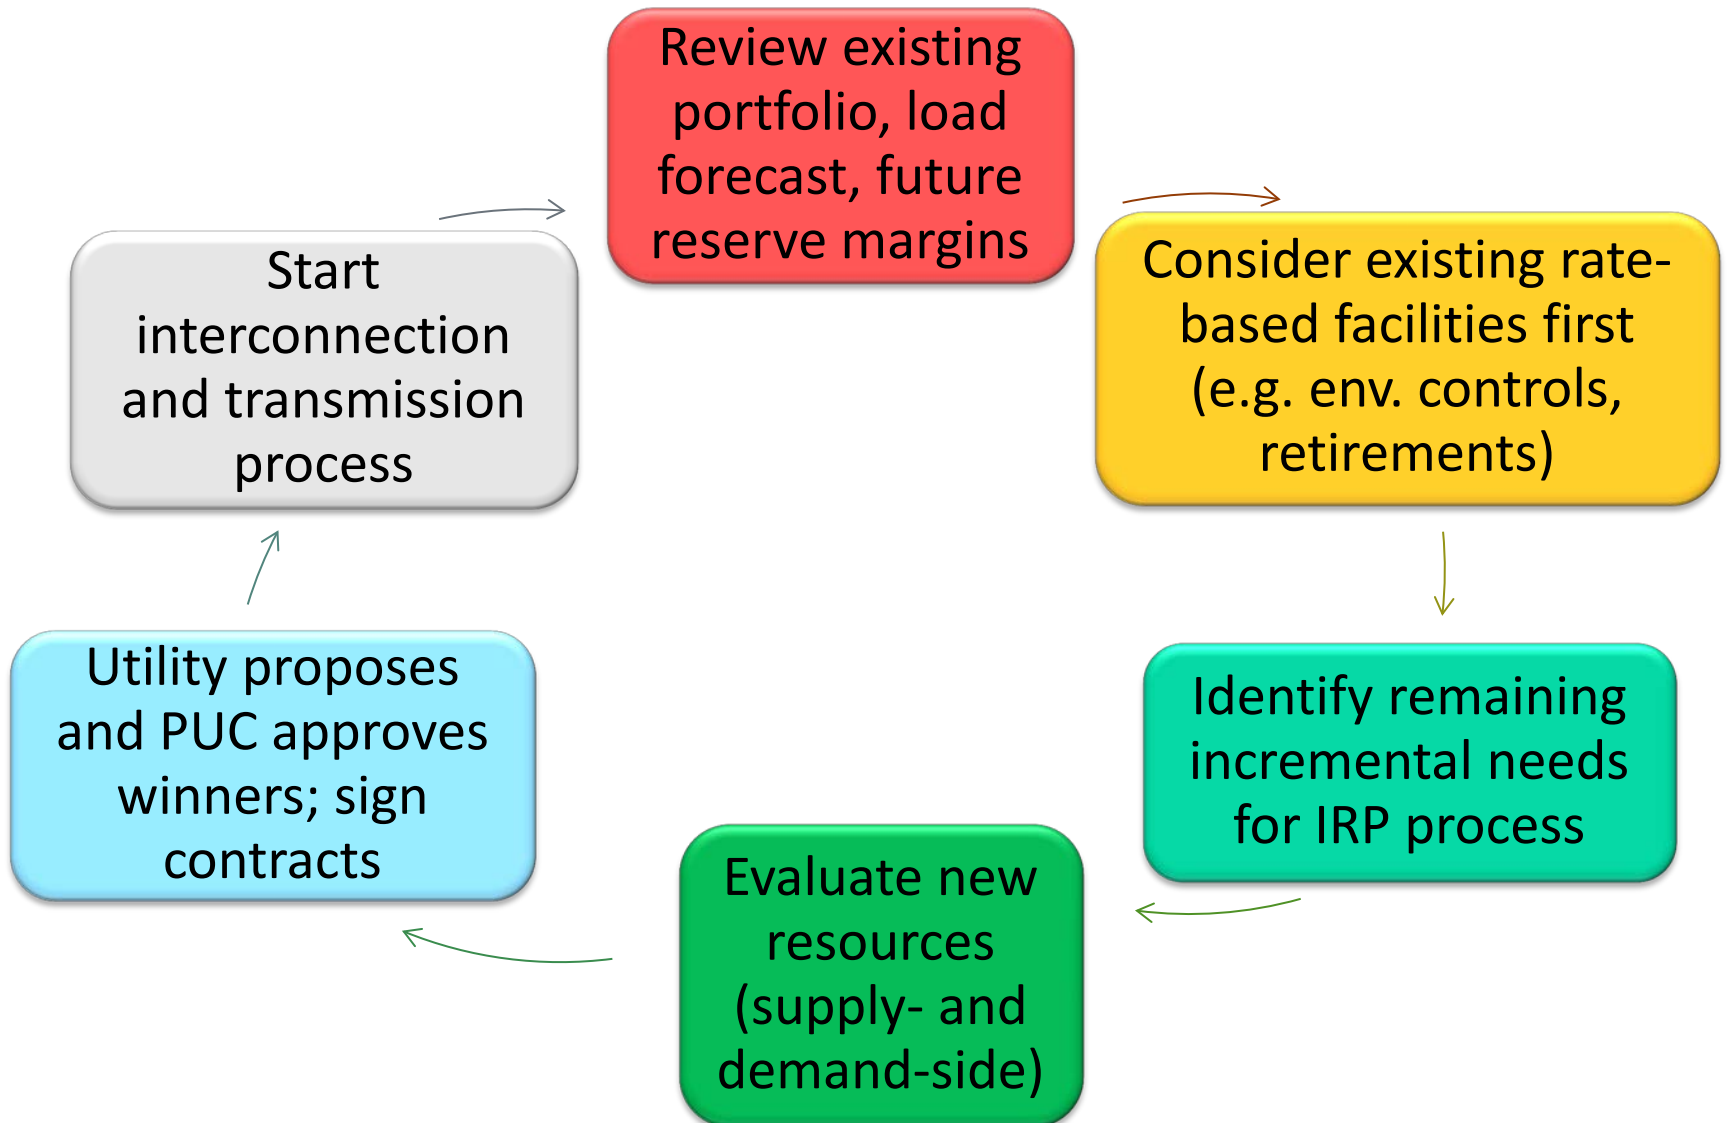 Review existing
portfolio, load
forecast, future
reserve margins
Consider existing rate-
based facilities first
(e.g. env. controls,
retirements)
Identify remaining
incremental needs
for IRP process
Evaluate new
resources
(supply- and
demand-side)
Utility proposes
and PUC approves
winners; sign
contracts
Start
interconnection
and transmission
process